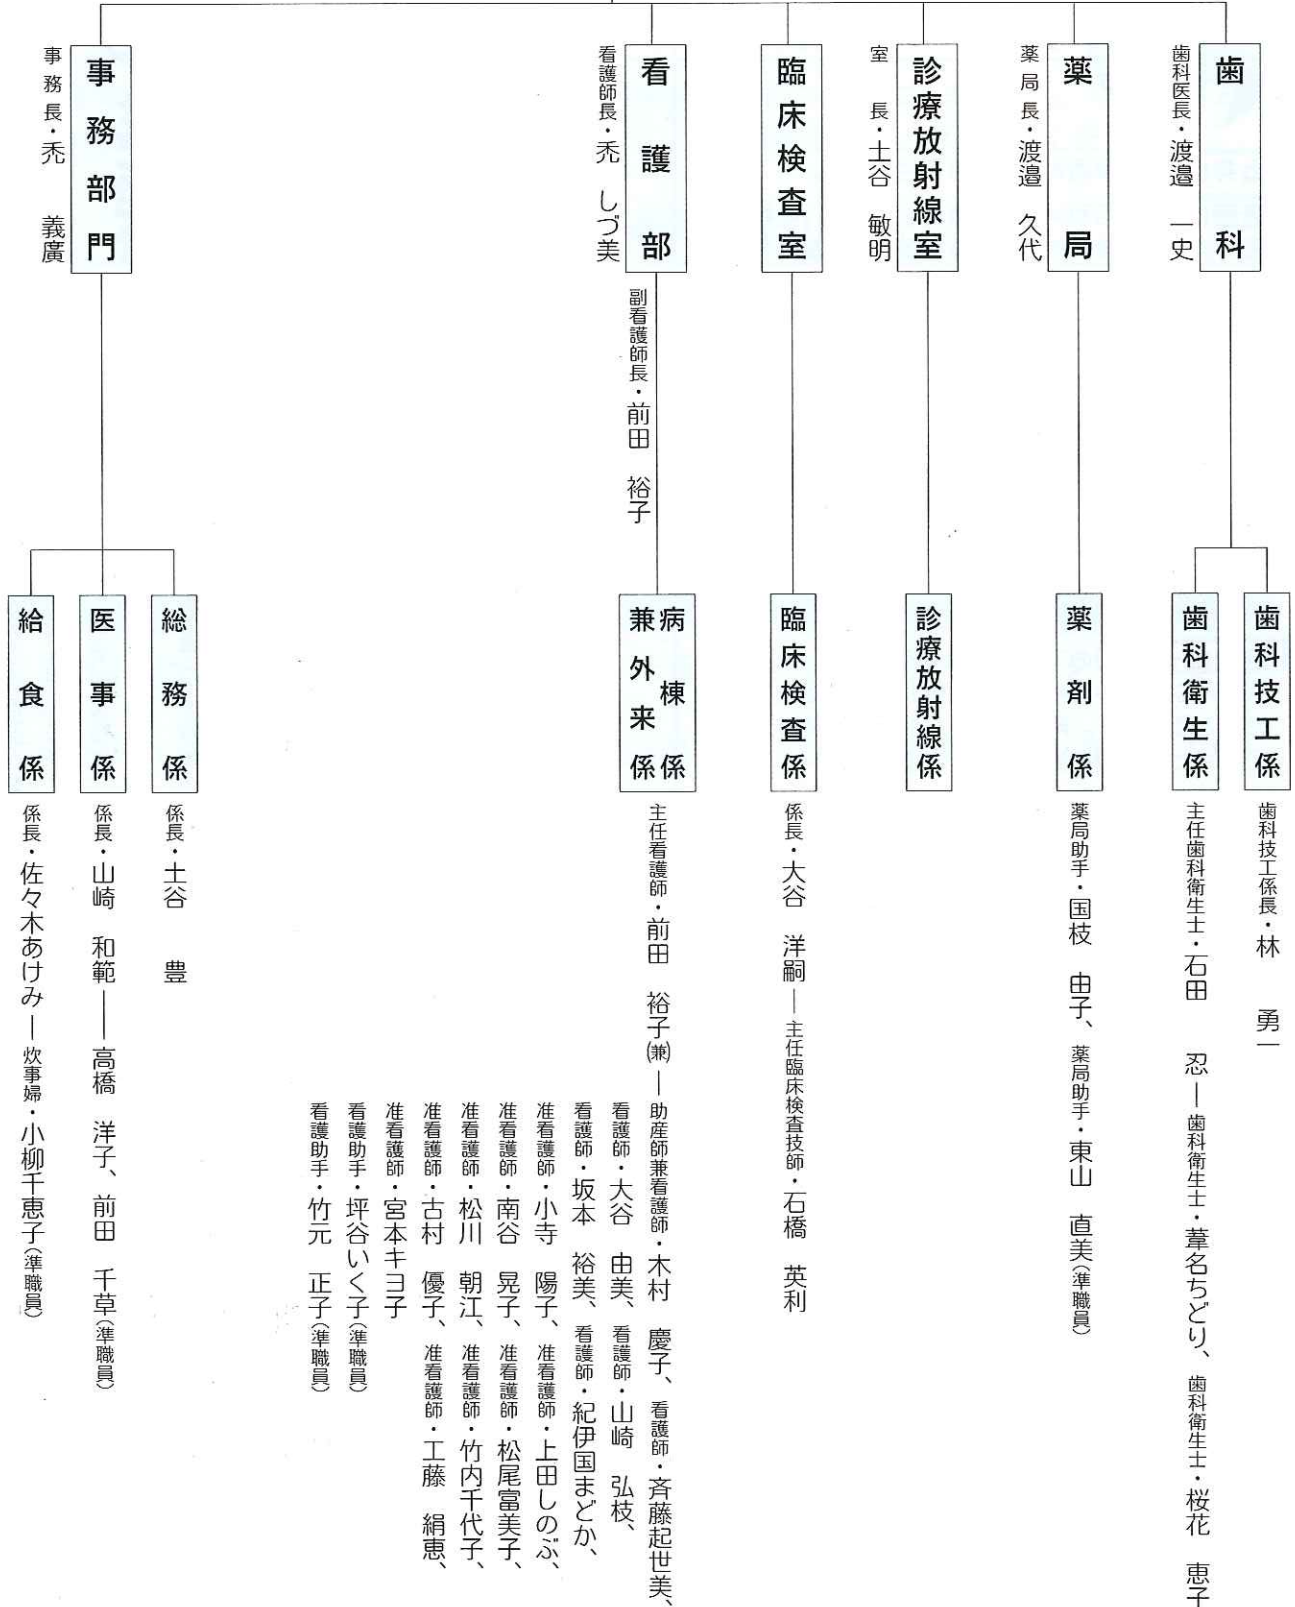 歯科
歯科医長・渡邉 一史
歯科技工係
歯科技工係長・林 勇一
歯科衛生係
主任歯科衛生士・石田 忍―歯科衛生士・葦名ちどり、歯科衛生士・桜花 恵子
薬局
薬局長・渡邉 久代
薬剤係
薬局助手・国枝 由子、薬局助手・東山 直美(準職員)
診療放射線室
室長・土谷 敏明
診療放射線係
臨床検査室
臨床検査係
係長・大谷 洋嗣―主任臨床検査技師・石橋 英利
看護部
看護師長・禿 しづ美
副看護師長・前田 裕子
病棟係
兼外来係
主任看護師・前田 裕子㈱―助産師兼看護師・木村 慶子、看護師・斉藤起世美、
看護師・大谷 由美、看護師・山崎 弘枝、
看護師・坂本 裕美、看護師・紀伊国まどか、
准看護師・小寺 陽子、准看護師・上田しのぶ、
准看護師・南谷 晃子、准看護師・松尾富美子、
准看護師・松川 朝江、准看護師・竹内千代子、
准看護師・古村 優子、准看護師・工藤 絹恵、
准看護師・宮本キヨ子
看護助手・坪谷いく子(準職員)
看護助手・竹元 正子(準職員)
事務部門
事務長・禿 義廣
総務係
係長・土谷 豊
医事係
係長・山崎 和範―高橋 洋子、前田 千草(準職員)
給食係
係長・佐々木あけみ―炊事婦・小柳千恵子(準職員)